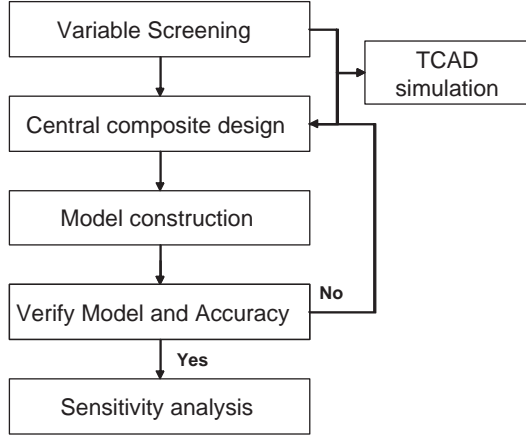 Variable Screening
TCAD
simulation
Central composite design
Model construction
No
Verify Model and Accuracy
Yes
Sensitivity analysis